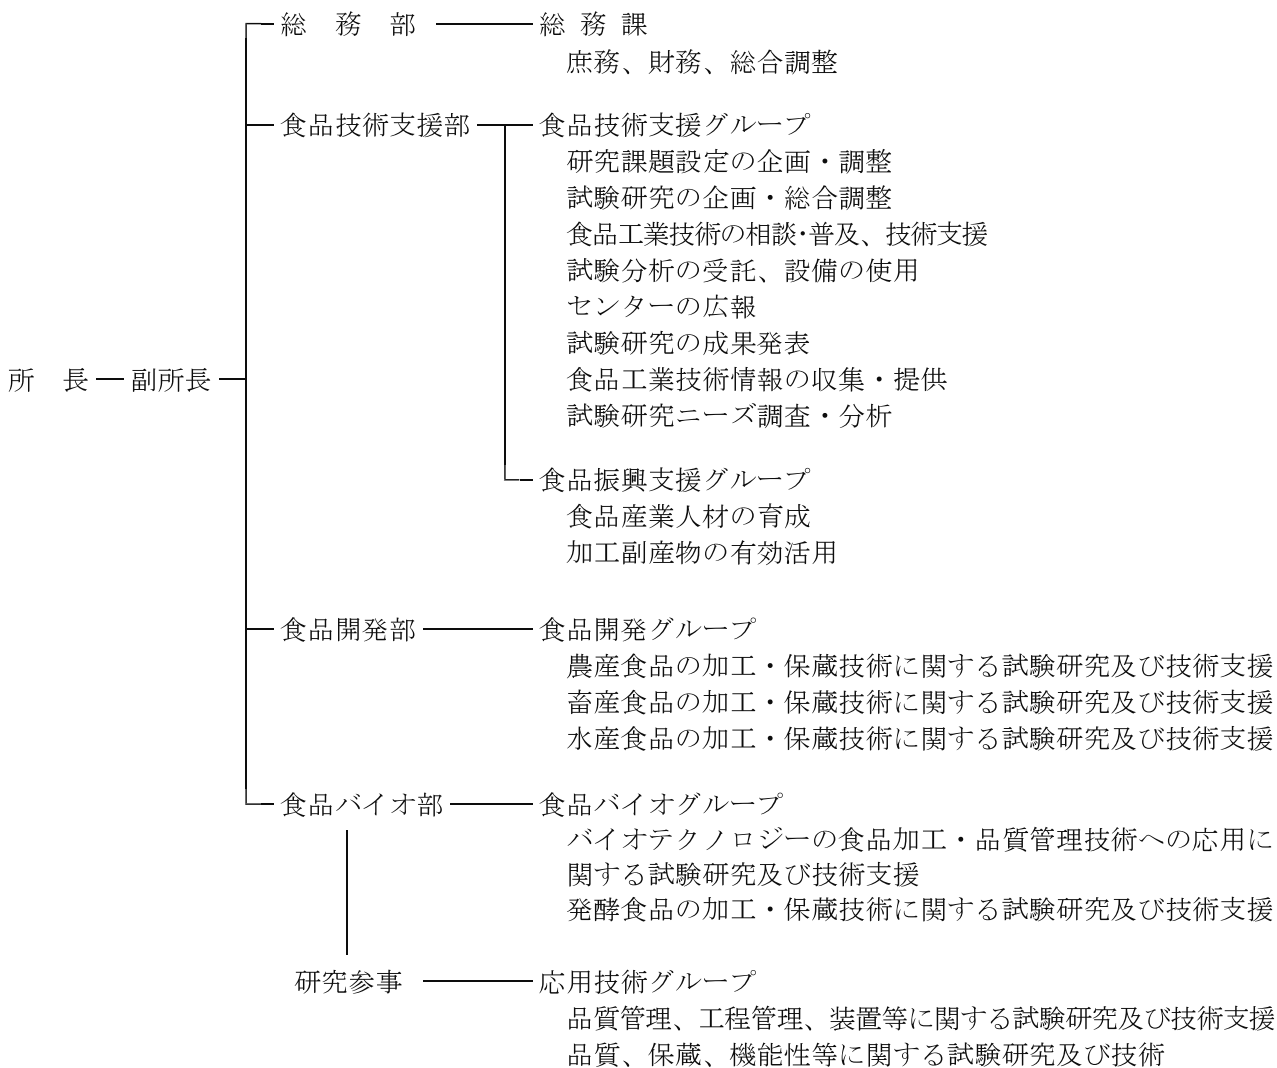 総　務　部　総 務 課
庶務、財務、総合調整
食品技術支援部　食品技術支援グループ
研究課題設定の企画・調整
試験研究の企画・総合調整
食品工業技術の相談・普及、技術支援
試験分析の受託、設備の使用
センターの広報
試験研究の成果発表
所　長　副所長
食品工業技術情報の収集・提供
試験研究ニーズ調査・分析
食品振興支援グループ
食品産業人材の育成
加工副産物の有効活用
食品開発部　食品開発グループ
農産食品の加工・保蔵技術に関する試験研究及び技術支援
畜産食品の加工・保蔵技術に関する試験研究及び技術支援
水産食品の加工・保蔵技術に関する試験研究及び技術支援
食品バイオ部　食品バイオグループ
バイオテクノロジーの食品加工・品質管理技術への応用に
関する試験研究及び技術支援
発酵食品の加工・保蔵技術に関する試験研究及び技術支援
研究参事　応用技術グループ
品質管理、工程管理、装置等に関する試験研究及び技術支援
品質、保蔵、機能性等に関する試験研究及び技術